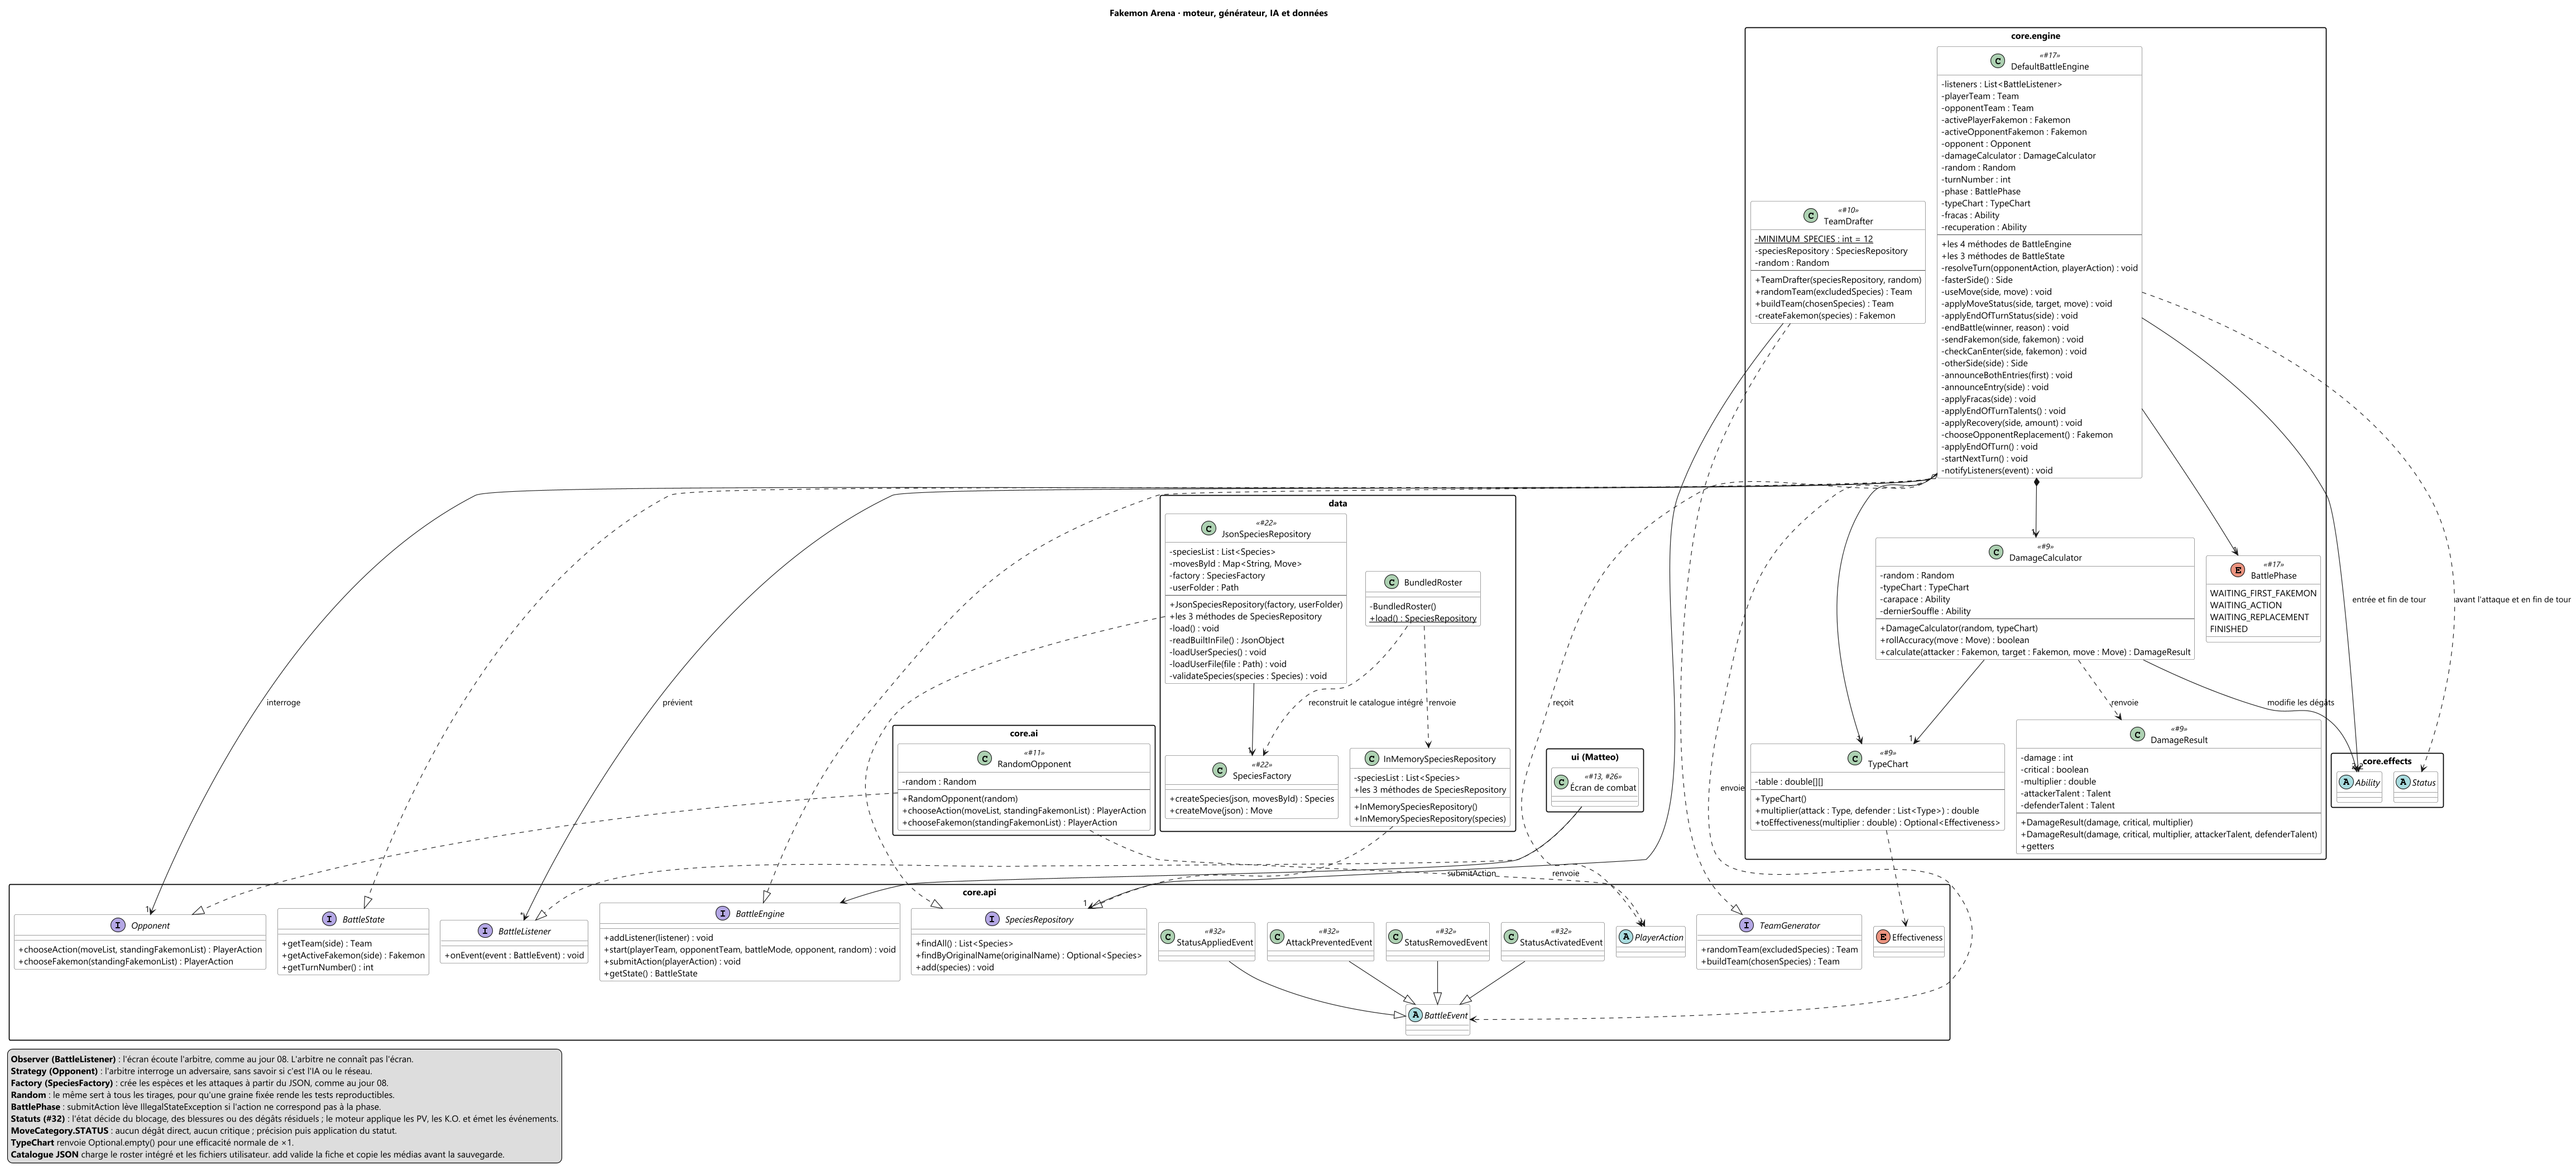 Fakemon Arena · moteur, générateur, IA et données
core.engine
C «#17»
DefaultBattleEngine
-listeners : List<BattleListener>
-playerTeam : Team
-opponentTeam : Team
-activePlayerFakemon : Fakemon
-activeOpponentFakemon : Fakemon
-opponent : Opponent
-damageCalculator : DamageCalculator
-random : Random
-turnNumber : int
-phase : BattlePhase
-typeChart : TypeChart
-fracas : Ability
-recuperation : Ability
+les 4 méthodes de BattleEngine
+les 3 méthodes de BattleState
-resolveTurn(opponentAction, playerAction) : void
-fasterSide() : Side
-useMove(side, move) : void
-applyMoveStatus(side, target, move) : void
-applyEndOfTurnStatus(side) : void
-endBattle(winner, reason) : void
-sendFakemon(side, fakemon) : void
-checkCanEnter(side, fakemon) : void
-otherSide(side) : Side
-announceBothEntries(first) : void
-announceEntry(side) : void
-applyFracas(side) : void
-applyEndOfTurnTalents() : void
-applyRecovery(side, amount) : void
-chooseOpponentReplacement() : Fakemon
-applyEndOfTurn() : void
-startNextTurn() : void
-notifyListeners(event) : void
C «#10»
TeamDrafter
-MINIMUM_SPECIES : int = 12
-speciesRepository : SpeciesRepository
-random : Random
+TeamDrafter(speciesRepository, random)
+randomTeam(excludedSpecies) : Team
+buildTeam(chosenSpecies) : Team
-createFakemon(species) : Fakemon
data
C «#22»
JsonSpeciesRepository
-speciesList : List<Species>
-movesById : Map<String, Move>
-factory : SpeciesFactory
-userFolder : Path
+JsonSpeciesRepository(factory, userFolder)
+les 3 méthodes de SpeciesRepository
-load() : void
-readBuiltInFile() : JsonObject
-loadUserSpecies() : void
-loadUserFile(file : Path) : void
-validateSpecies(species : Species) : void
C BundledRoster
-BundledRoster()
+load() : SpeciesRepository
1
C «#9»
DamageCalculator
-random : Random
-typeChart : TypeChart
-carapace : Ability
-dernierSouffle : Ability
+DamageCalculator(random, typeChart)
+rollAccuracy(move : Move) : boolean
+calculate(attacker : Fakemon, target : Fakemon, move : Move) : DamageResult
E «#17»
BattlePhase
WAITING_FIRST_FAKEMON
WAITING_ACTION
WAITING_REPLACEMENT
FINISHED
entrée et fin de tour
avant l'attaque et en fin de tour
interroge
prévient
reconstruit le catalogue intégré
renvoie
reçoit
renvoie
modifie les dégâts
core.ai
C «#11»
RandomOpponent
-random : Random
+RandomOpponent(random)
+chooseAction(moveList, standingFakemonList) : PlayerAction
+chooseFakemon(standingFakemonList) : PlayerAction
1
C «#22»
SpeciesFactory
+createSpecies(json, movesById) : Species
+createMove(json) : Move
C InMemorySpeciesRepository
-speciesList : List<Species>
+les 3 méthodes de SpeciesRepository
+InMemorySpeciesRepository()
+InMemorySpeciesRepository(species)
ui (Matteo)
C «#13, #26»
Écran de combat
envoie
1
C «#9»
TypeChart
-table : double[][]
+TypeChart()
+multiplier(attack : Type, defender : List<Type>) : double
+toEffectiveness(multiplier : double) : Optional<Effectiveness>
C «#9»
DamageResult
-damage : int
-critical : boolean
-multiplier : double
-attackerTalent : Talent
-defenderTalent : Talent
+DamageResult(damage, critical, multiplier)
+DamageResult(damage, critical, multiplier, attackerTalent, defenderTalent)
+getters
core.effects
A Ability
A Status
submitAction
renvoie
core.api
1
I Opponent
+chooseAction(moveList, standingFakemonList) : PlayerAction
+chooseFakemon(standingFakemonList) : PlayerAction
I BattleState
+getTeam(side) : Team
+getActiveFakemon(side) : Fakemon
+getTurnNumber() : int
*
I BattleListener
+onEvent(event : BattleEvent) : void
I BattleEngine
+addListener(listener) : void
+start(playerTeam, opponentTeam, battleMode, opponent, random) : void
+submitAction(playerAction) : void
+getState() : BattleState
1
I SpeciesRepository
+findAll() : List<Species>
+findByOriginalName(originalName) : Optional<Species>
+add(species) : void
C «#32»
StatusAppliedEvent
C «#32»
AttackPreventedEvent
C «#32»
StatusRemovedEvent
C «#32»
StatusActivatedEvent
A PlayerAction
I TeamGenerator
+randomTeam(excludedSpecies) : Team
+buildTeam(chosenSpecies) : Team
E Effectiveness
A BattleEvent
Observer (BattleListener) : l'écran écoute l'arbitre, comme au jour 08. L'arbitre ne connaît pas l'écran.
Strategy (Opponent) : l'arbitre interroge un adversaire, sans savoir si c'est l'IA ou le réseau.
Factory (SpeciesFactory) : crée les espèces et les attaques à partir du JSON, comme au jour 08.
Random : le même sert à tous les tirages, pour qu'une graine fixée rende les tests reproductibles.
BattlePhase : submitAction lève IllegalStateException si l'action ne correspond pas à la phase.
Statuts (#32) : l'état décide du blocage, des blessures ou des dégâts résiduels ; le moteur applique les PV, les K.O. et émet les événements.
MoveCategory.STATUS : aucun dégât direct, aucun critique ; précision puis application du statut.
TypeChart renvoie Optional.empty() pour une efficacité normale de ×1.
Catalogue JSON charge le roster intégré et les fichiers utilisateur. add valide la fiche et copie les médias avant la sauvegarde.